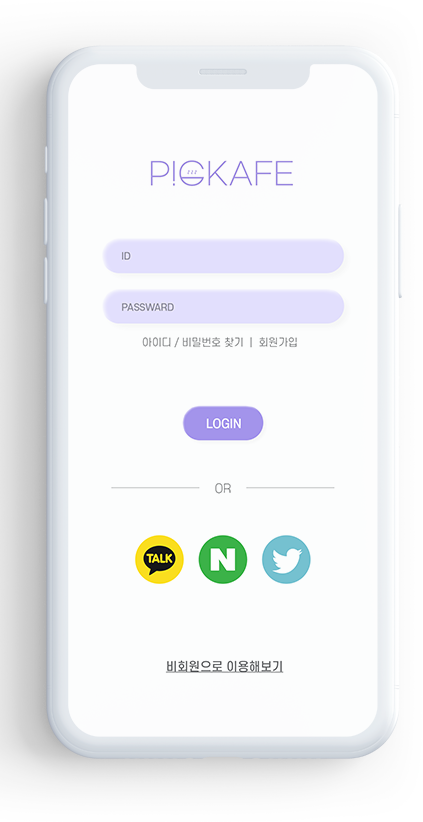 P!CKAFE
ID
PASSWARD
아이디 / 비밀번호 찾기 | 회원가입
LOGIN
OR
TALK
N
비회원으로 이용해보기